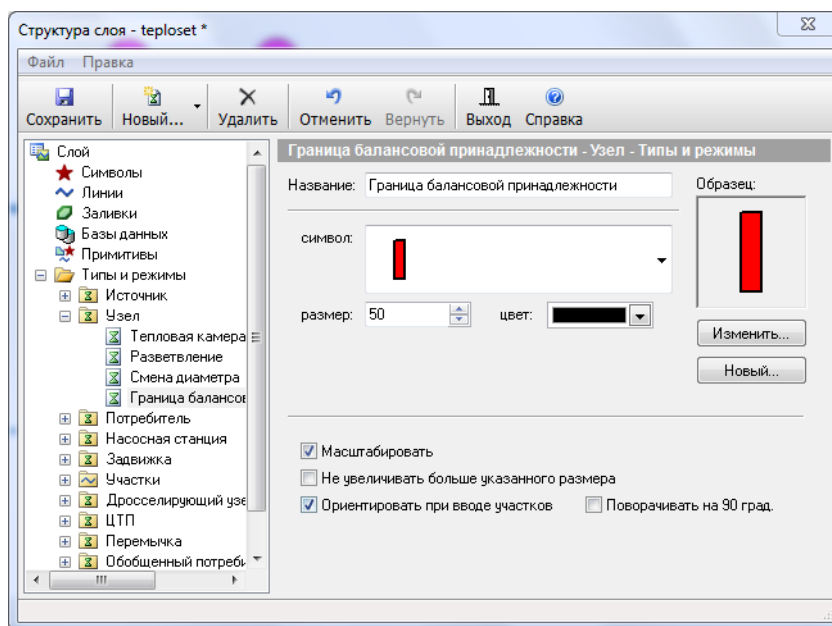 Структура слоя - teploset *
Файл Правка
Сохранить Новый... Удалить Отменить Вернуть Выход Справка
Слой
Символы
Линии
Заливки
Базы данных
Примитивы
Типы и режимы
Источник
Узел
Тепловая камера
Разветвление
Смена диаметра
Граница балансов
Потребитель
Насосная станция
Задвижка
Участки
Дросселирующий узе
ЦТП
Перемычка
Обобщенный потреби
Граница балансовой принадлежности - Узел - Типы и режимы
Название: Граница балансовой принадлежности
Образец:
символ:
размер: 50 цвет:
Изменить...
Новый...
Масштабировать
Не увеличивать больше указанного размера
Ориентировать при вводе участков Поворачивать на 90 град.